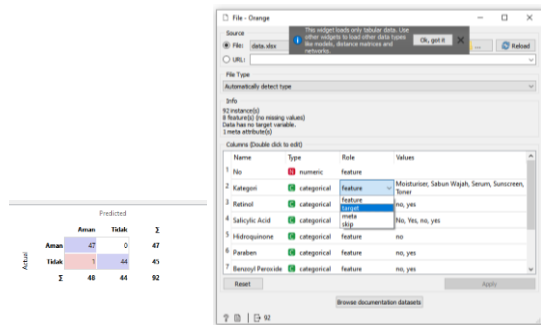 Predicted
Aman Tidak Σ
Actual
Aman 47 0 47
Tidak 1 44 45
Σ 48 44 92
File - Orange
This widget loads only tabular data. Use
other widgets to load other data types
like models, distance matrices and
networks.
Ok, got it
Source
File: data.xlsx ... Reload
URL:
File Type
Automatically detect type
Info
92 instance(s)
8 feature(s) (no missing values)
Data has no target variable.
1 meta attribute(s)
Columns (Double click to edit)
Name Type Role Values
1 No numeric feature
2 Kategori categorical feature Moisturiser, Sabun Wajah, Serum, Sunscreen,
Toner
feature
target
meta
skip
3 Retinol categorical no, yes
4 Salicylic Acid categorical No, Yes, no, yes
5 Hidroquinone categorical feature no
6 Paraben categorical feature no, yes
7 Benzoyl Peroxide categorical feature no, yes
Reset Apply
Browse documentation datasets
92